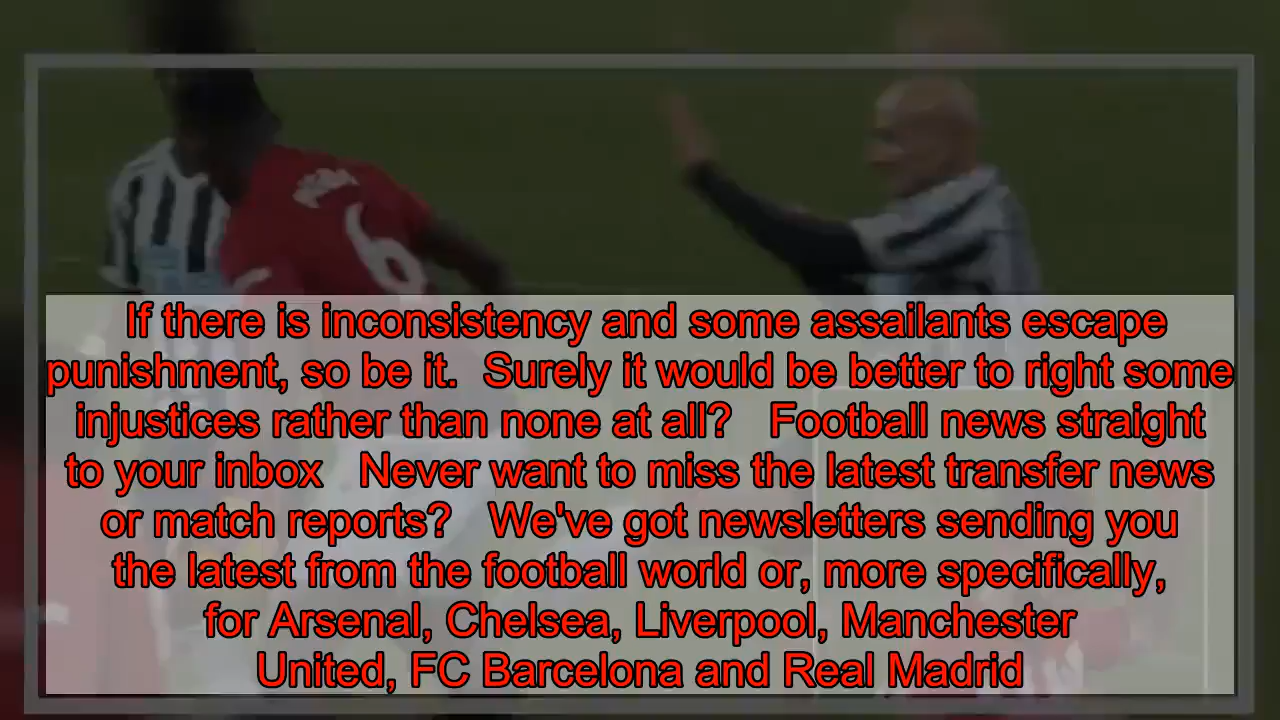 6
If there is inconsistency and some assailants escape
punishment, so be it.  Surely it would be better to right some
injustices rather than none at all?   Football news straight
to your inbox   Never want to miss the latest transfer news
or match reports?   We've got newsletters sending you
the latest from the football world or, more specifically,
for Arsenal, Chelsea, Liverpool, Manchester
United, FC Barcelona and Real Madrid